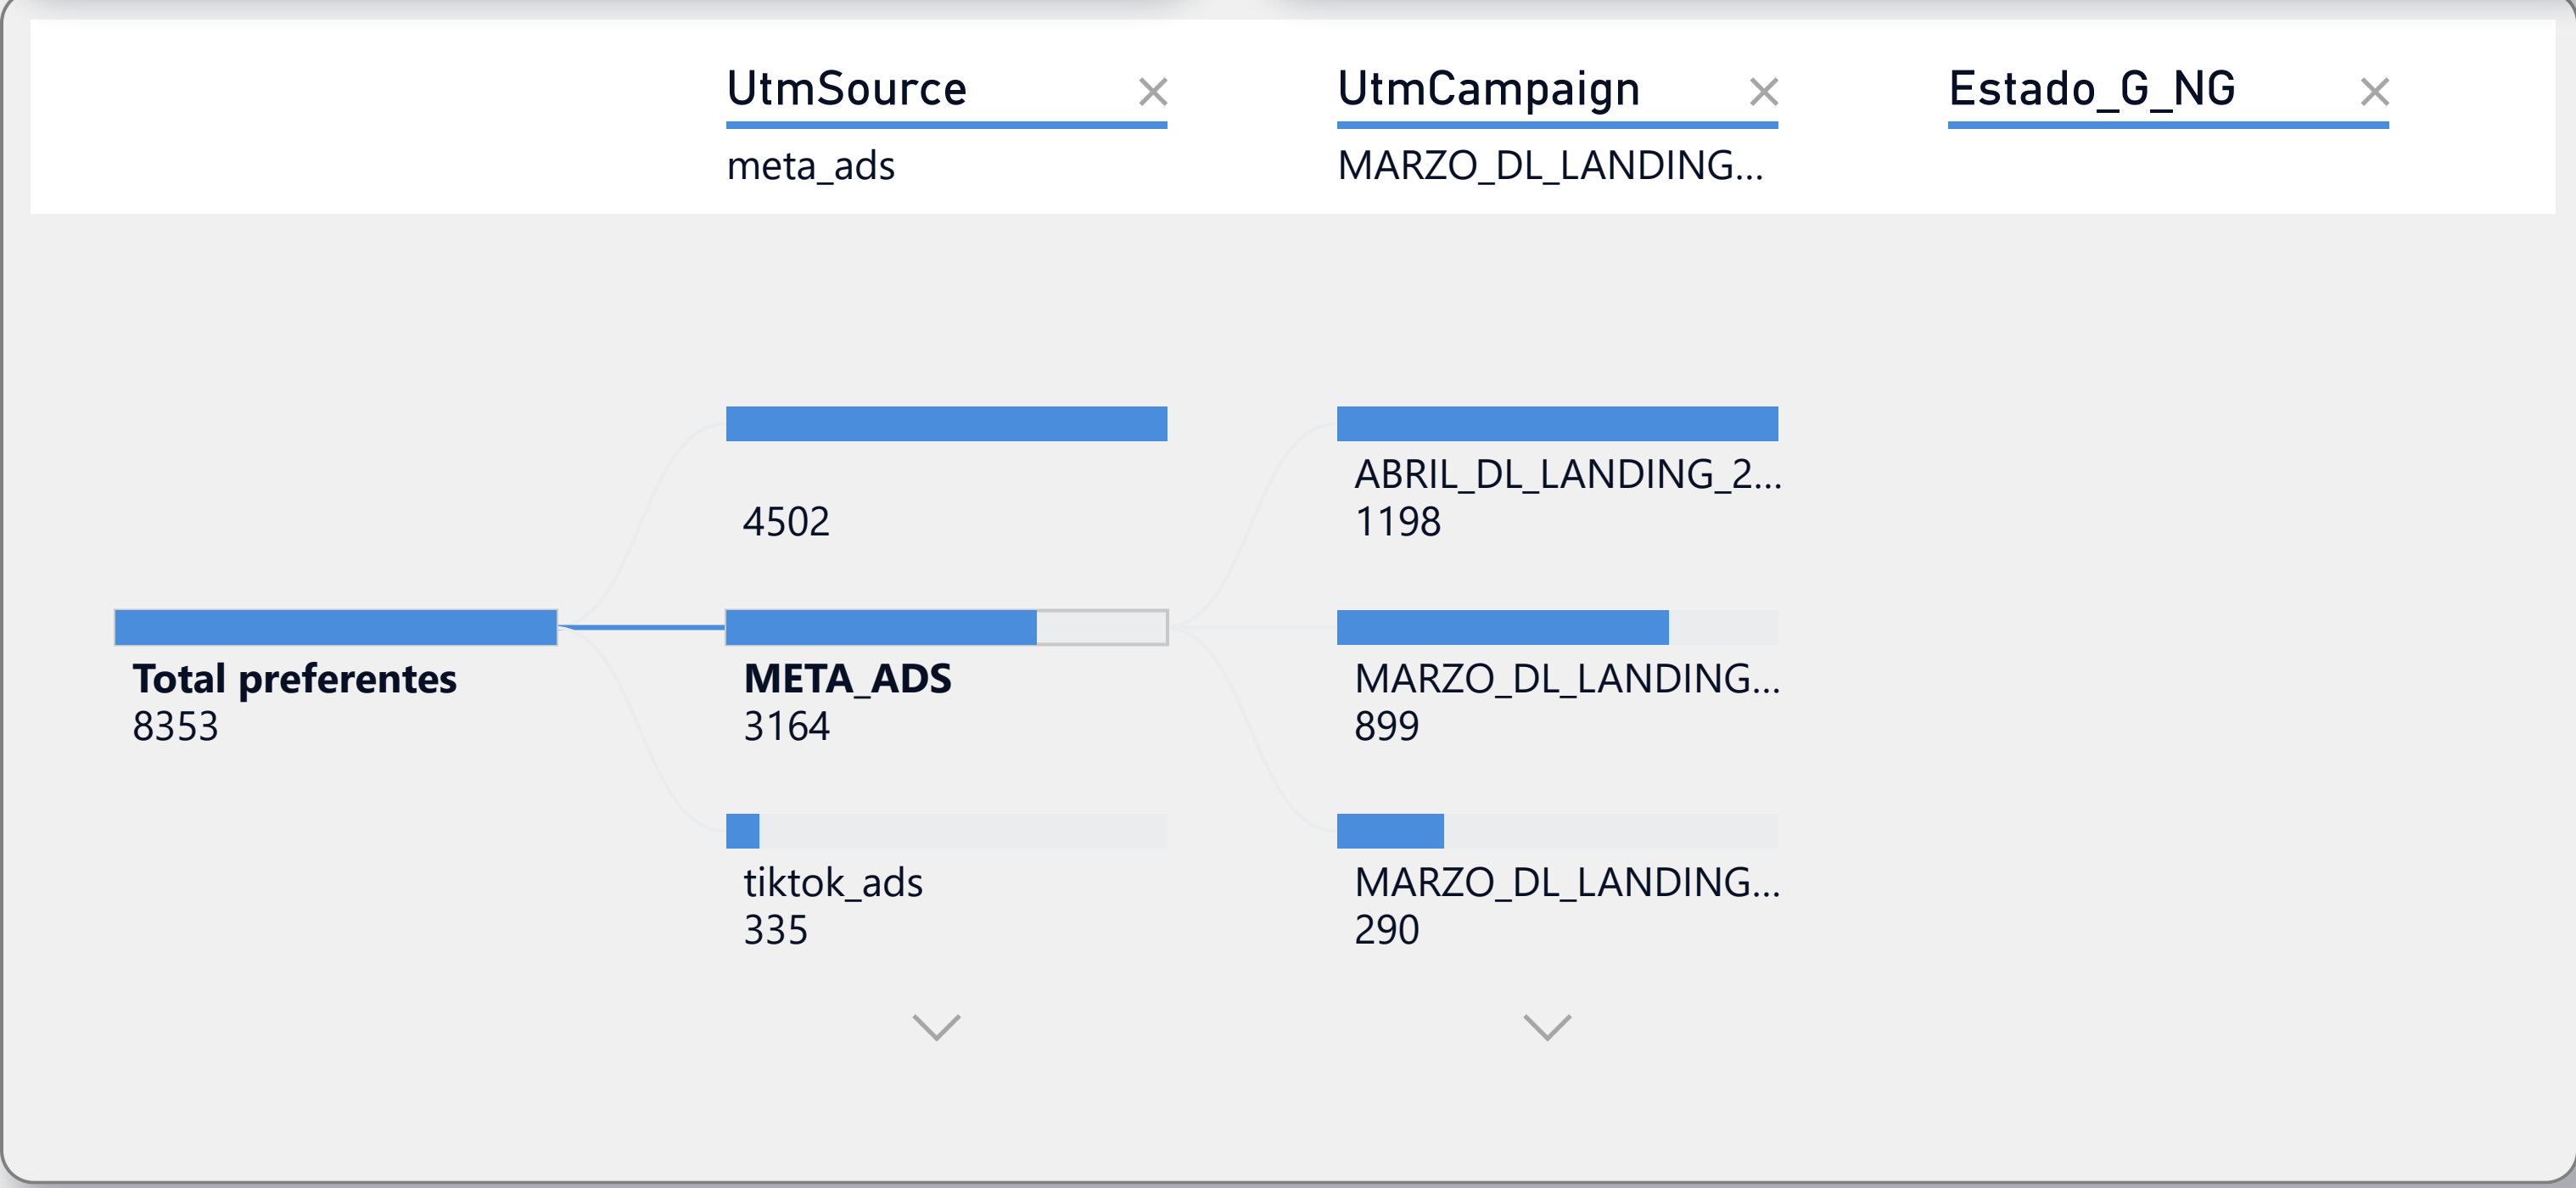 UtmSource
meta_ads
UtmCampaign
MARZO_DL_LANDING...
Estado_G_NG
Total preferentes
8353
4502
META_ADS
3164
tiktok_ads
335
ABRIL_DL_LANDING_2...
1198
MARZO_DL_LANDING...
899
MARZO_DL_LANDING...
290